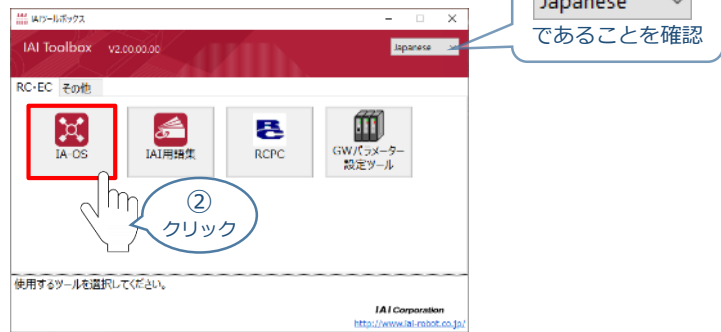 IAIツールボックス
Japanese
であることを確認
IAI Toolbox V2.00.00.00
Japanese
RC・EC その他
IA-OS
IAI用語集
RCPC
GWパラメーター
設定ツール
②
クリック
使用するツールを選択してください。
IAI Corporation
http://www.iai-robot.co.jp/